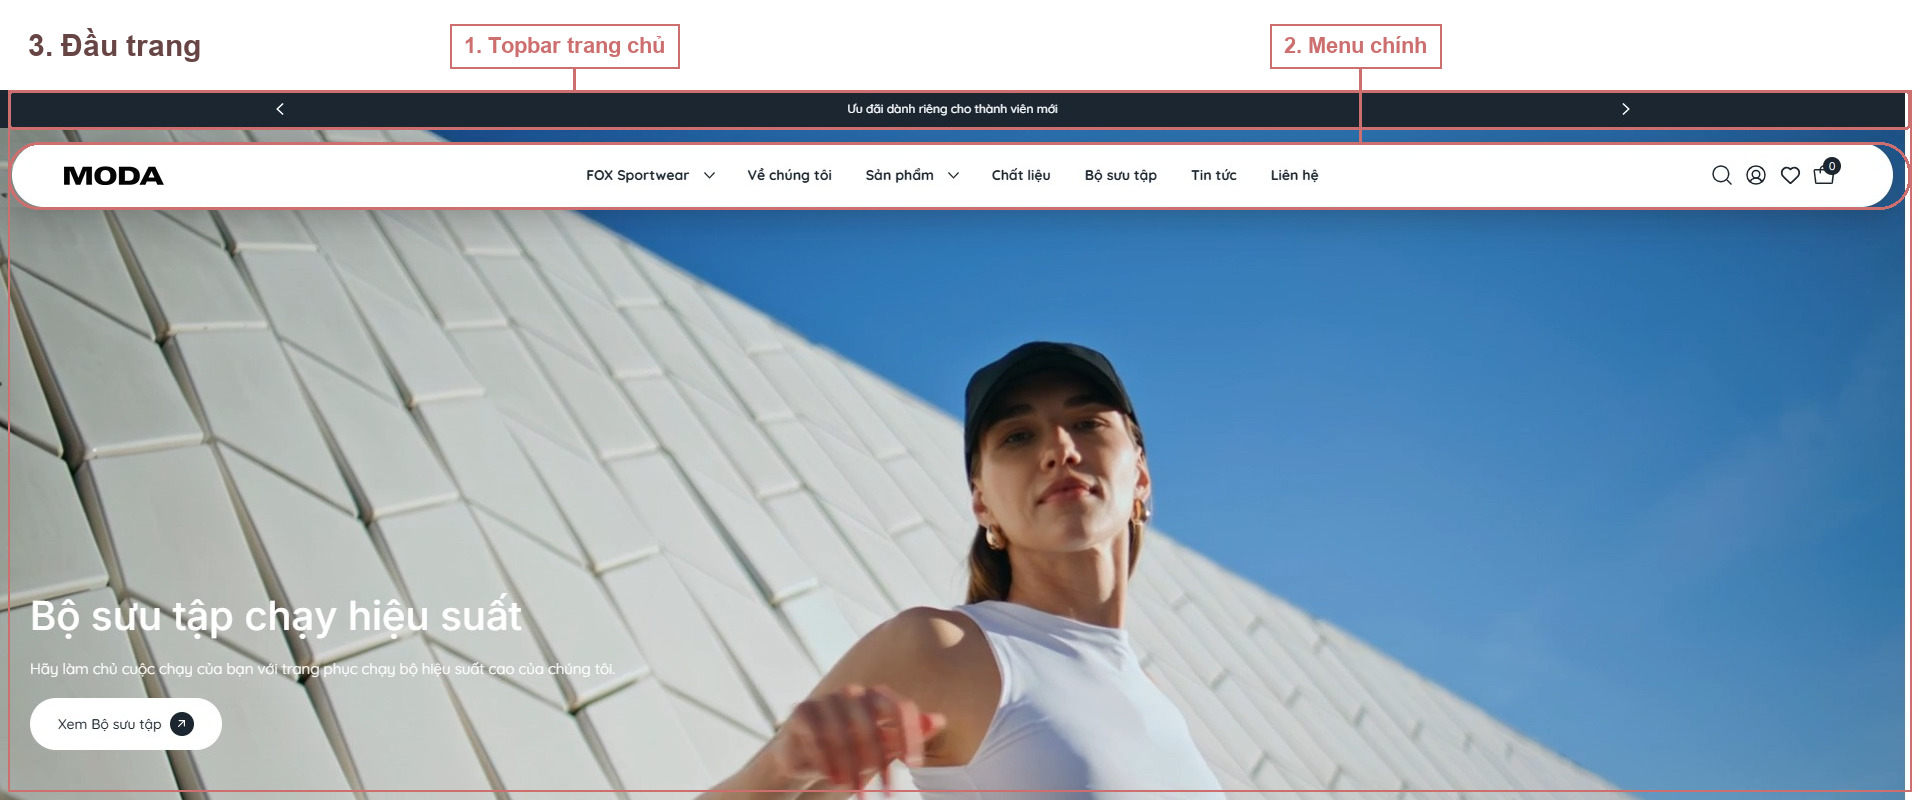 3. Đầu trang
1. Topbar trang chủ
2. Menu chính
Ưu đãi dành riêng cho thành viên mới
MODA
FOX Sportwear
Về chúng tôi
Sản phẩm
Chất liệu
Bộ sưu tập
Tin tức
Liên hệ
0
Bộ sưu tập chạy hiệu suất
Hãy làm chủ cuộc chạy của bạn với trang phục chạy bộ hiệu suất cao của chúng tôi.
Xem Bộ sưu tập